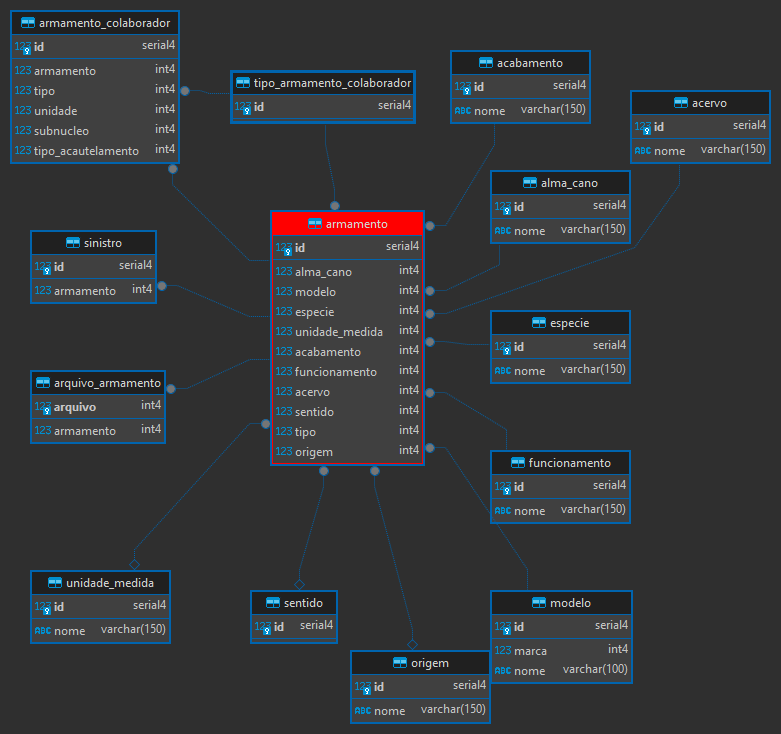 armamento_colaborador
123 id serial4
123 armamento int4
123 tipo int4
123 unidade int4
123 subnucleo int4
123 tipo_acautelamento int4
tipo_armamento_colaborador
123 id serial4
acabamento
123 id serial4
ABC nome varchar(150)
acervo
123 id serial4
ABC nome varchar(150)
alma_cano
123 id serial4
ABC nome varchar(150)
armamento
123 id serial4
123 alma_cano int4
123 modelo int4
123 especie int4
123 unidade_medida int4
123 acabamento int4
123 funcionamento int4
123 acervo int4
123 sentido int4
123 tipo int4
123 origem int4
sinistro
123 id serial4
123 armamento int4
especie
123 id serial4
ABC nome varchar(150)
arquivo_armamento
123 arquivo int4
123 armamento int4
funcionamento
123 id serial4
ABC nome varchar(150)
unidade_medida
123 id serial4
ABC nome varchar(150)
sentido
123 id serial4
modelo
123 id serial4
123 marca int4
ABC nome varchar(100)
origem
123 id serial4
ABC nome varchar(150)